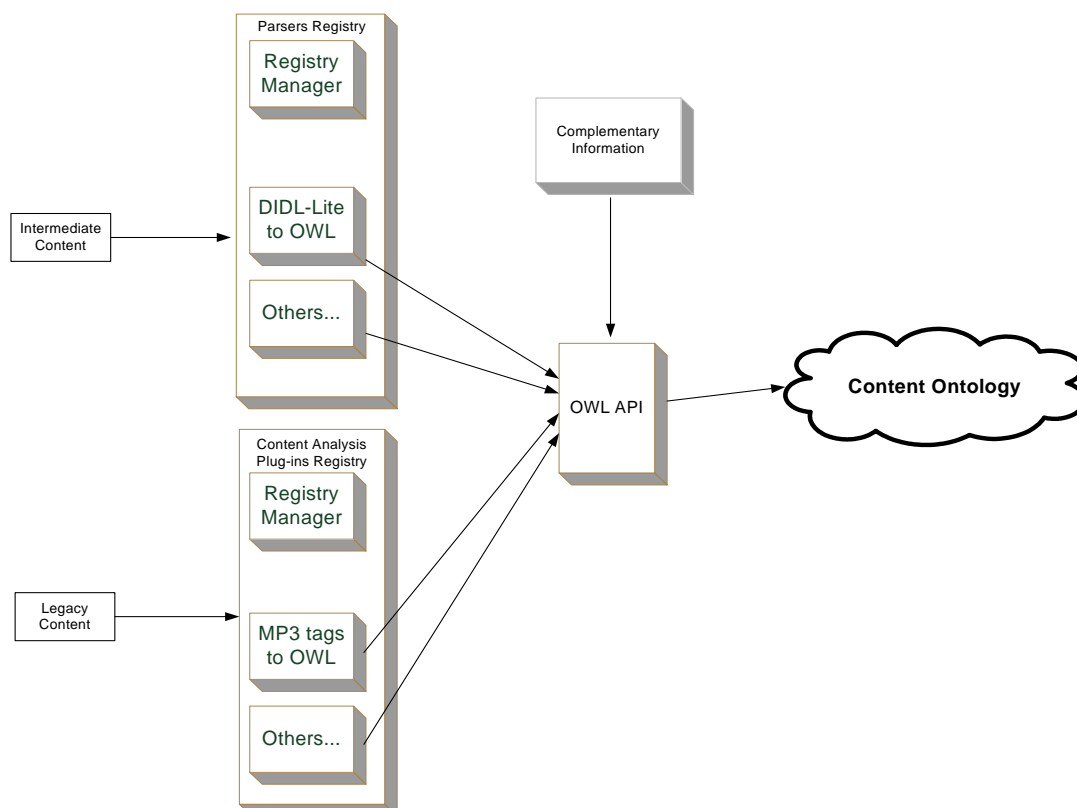 Parsers Registry
Registry
Manager
DIDL-Lite
to OWL
Others...
Intermediate
Content
Complementary
Information
OWL API
Content Ontology
Content Analysis
Plug-ins Registry
Registry
Manager
MP3 tags
to OWL
Others...
Legacy
Content